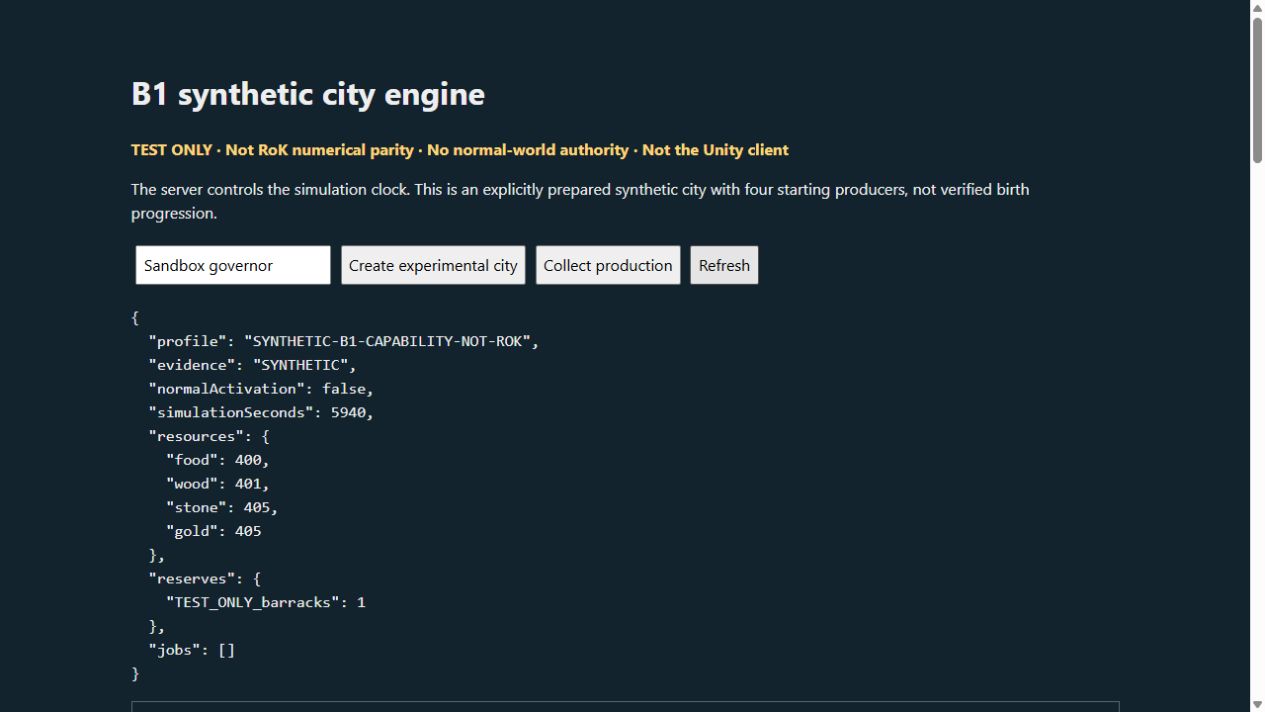 B1 synthetic city engine
TEST ONLY · Not RoK numerical parity · No normal-world authority · Not the Unity client
The server controls the simulation clock. This is an explicitly prepared synthetic city with four starting producers, not verified birth
progression.
Sandbox governor Create experimental city Collect production Refresh
{
  "profile": "SYNTHETIC-B1-CAPABILITY-NOT-ROK",
  "evidence": "SYNTHETIC",
  "normalActivation": false,
  "simulationSeconds": 5940,
  "resources": {
    "food": 400,
    "wood": 401,
    "stone": 405,
    "gold": 405
  },
  "reserves": {
    "TEST_ONLY_barracks": 1
  },
  "jobs": []
}